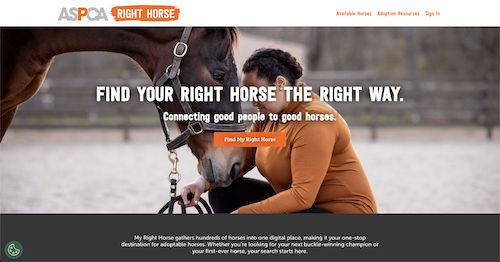 ASPCA RIGHT HORSE
Available Horses Adoption Resources Sign In
FIND YOUR RIGHT HORSE THE RIGHT WAY.
Connecting good people to good horses.
Find My Right Horse
My Right Horse gathers hundreds of horses into one digital place, making it your one-stop
destination for adoptable horses. Whether you're looking for your next buckle-winning champion or
your first-ever horse, your search starts here.